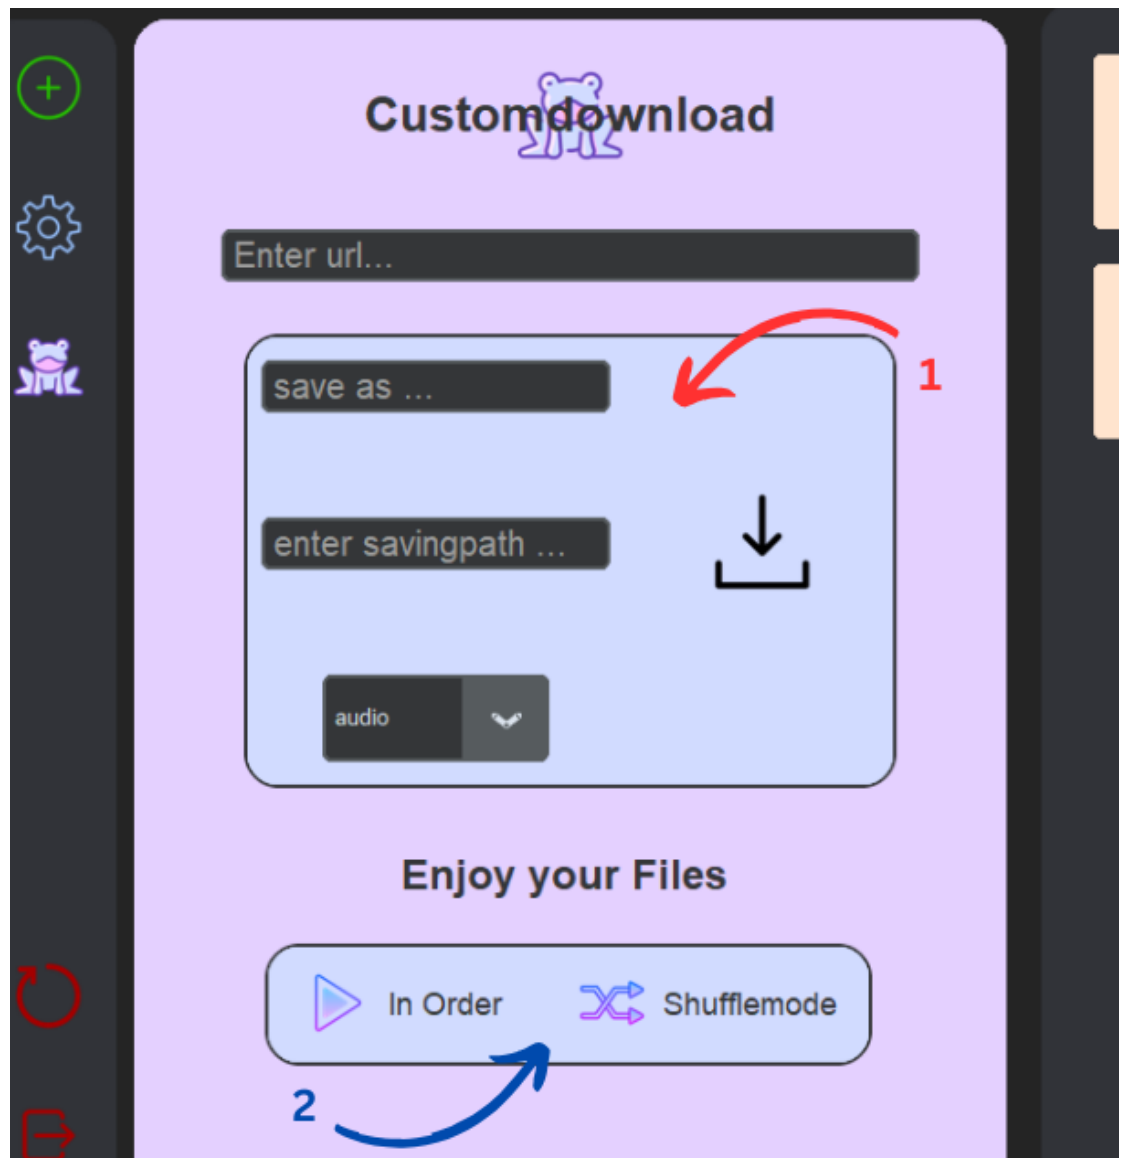 Customdownload
Enter url...
1
save as ...
enter savingpath ...
audio
Enjoy your Files
In Order Shufflemode
2